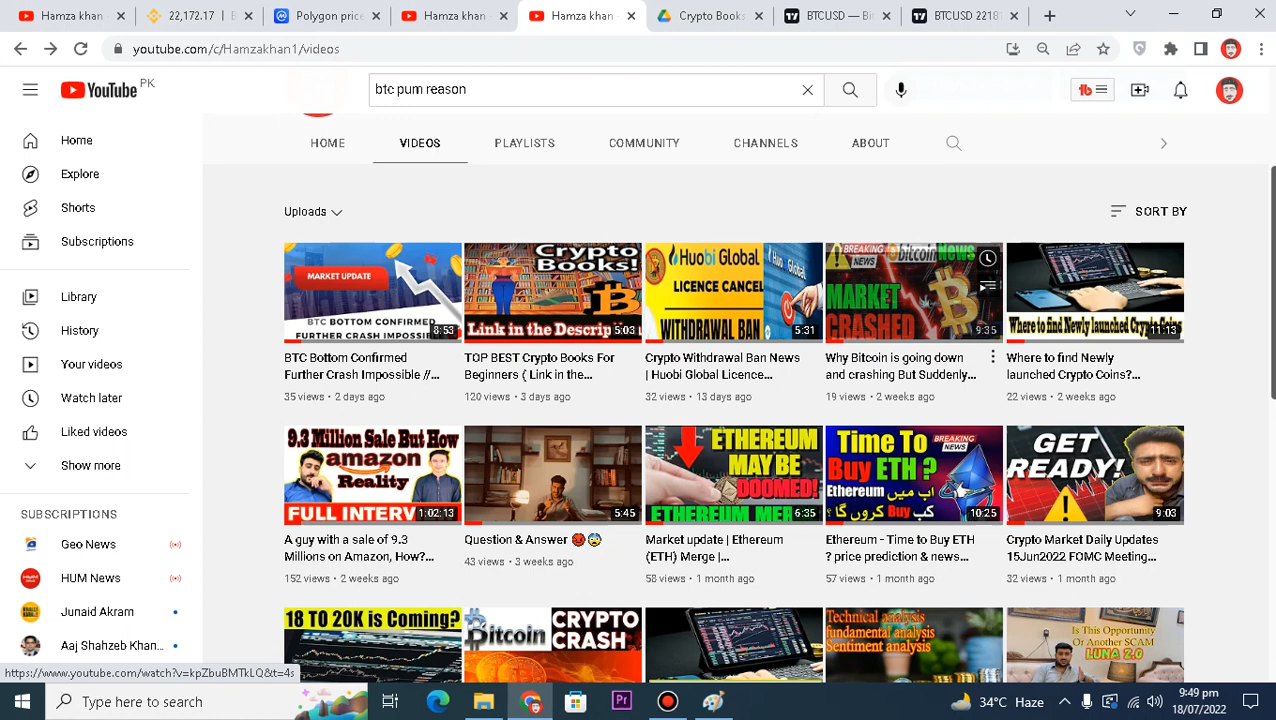 Hamza khan -
22,172.17 | B
Polygon price
Hamza khan
Hamza khan -
Crypto Books
BTCUSD — Bit
BTCUSD
youtube.com/c/Hamzakhan1/videos
YouTube PK
btc pum reason
HOME VIDEOS PLAYLISTS COMMUNITY CHANNELS ABOUT
Home
Explore
Shorts
Subscriptions
Library
History
Your videos
Watch later
Liked videos
Show more
SUBSCRIPTIONS
Geo News
HUM News
Junaid Akram
Aaj Shahzeb Khan...
https://www.youtube.com/watch?v=kpZbuBMTkLQ&t=4s
Uploads
SORT BY
MARKET UPDATE
BTC BOTTOM CONFIRMED
FURTHER CRASH IMPOSSIBLE
8:53
BTC Bottom Confirmed
Further Crash Impossible //...
35 views • 2 days ago
Crypto
Books!
Link in the Descrip
5:03
TOP BEST Crypto Books For
Beginners ( Link in the...
120 views • 3 days ago
Huobi Global
LICENCE CANCEL
WITHDRAWAL BAN
5:31
Crypto Withdrawal Ban News
| Huobi Global Licence...
32 views • 13 days ago
BREAKING
NEWS
bitcoin NEWS
MARKET
CRASHED
9:35
Why Bitcoin is going down
and crashing But Suddenly...
19 views • 2 weeks ago
Where to find Newly launched Crypto Coins
11:13
Where to find Newly
launched Crypto Coins?...
22 views • 2 weeks ago
9.3 Million Sale But How
amazon
Reality
FULL INTERV
1:02:13
A guy with a sale of 9.3
Millions on Amazon, How?...
152 views • 2 weeks ago
5:45
Question & Answer 😡😰
43 views • 3 weeks ago
ETHEREUM
MAY BE
DOOMED!
ETHEREUM MER
6:35
Market update | Ethereum
(ETH) Merge |...
58 views • 1 month ago
Time To
BREAKING NEWS
Buy ETH ?
Ethereum اب میں
کب Buy کروں گا ؟
10:25
Ethereum - Time to Buy ETH
? price prediction & news...
57 views • 1 month ago
GET
READY!
9:03
Crypto Market Daily Updates
15Jun2022 FOMC Meeting...
32 views • 1 month ago
18 TO 20K is Coming?
Bitcoin CRYPTO
CRASH
Technical analysis
fundamental analysis
Sentiment analysis
Is This Opportunity
Or Another SCAM
LUNA 2.0
Type here to search
34°C Haze
9:49 pm
18/07/2022